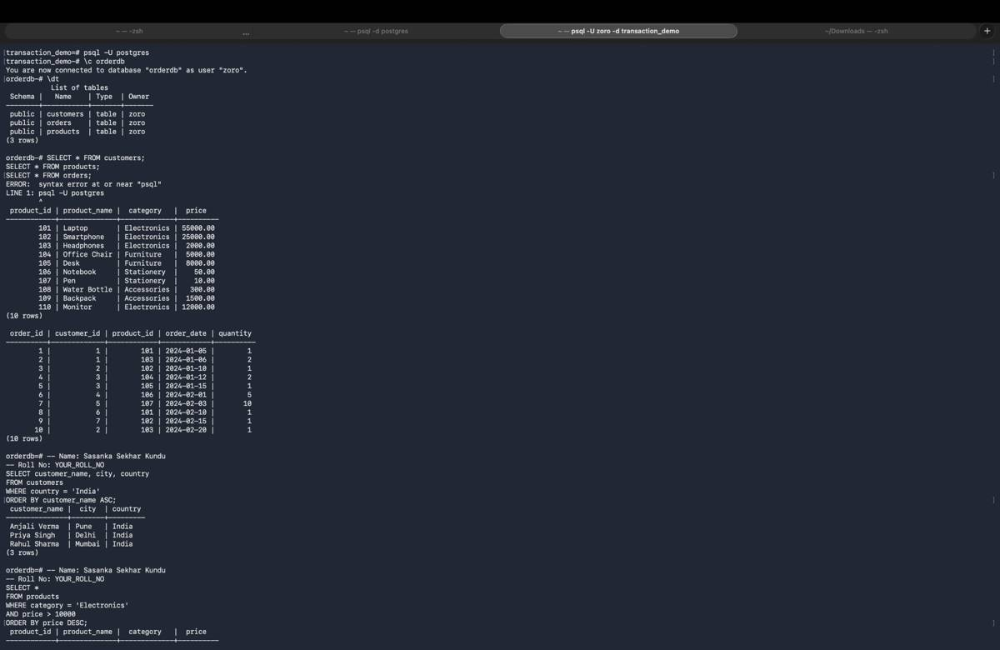 ~ — -zsh
...
~ — psql -d postgres
~ — psql -U zoro -d transaction_demo
~/Downloads — -zsh
+
[transaction_demo=# psql -U postgres ]
[transaction_demo-# \c orderdb ]
You are now connected to database "orderdb" as user "zoro".
[orderdb-# \dt ]
List of tables
Schema | Name | Type | Owner
--------+-----------+-------+-------
public | customers | table | zoro
public | orders | table | zoro
public | products | table | zoro
(3 rows)
orderdb-# SELECT * FROM customers;
SELECT * FROM products;
[SELECT * FROM orders; ]
ERROR:  syntax error at or near "psql"
LINE 1: psql -U postgres
^
product_id | product_name | category | price
------------+--------------+-------------+----------
101 | Laptop | Electronics | 55000.00
102 | Smartphone | Electronics | 25000.00
103 | Headphones | Electronics | 2000.00
104 | Office Chair | Furniture | 5000.00
105 | Desk | Furniture | 8000.00
106 | Notebook | Stationery | 50.00
107 | Pen | Stationery | 10.00
108 | Water Bottle | Accessories | 300.00
109 | Backpack | Accessories | 1500.00
110 | Monitor | Electronics | 12000.00
(10 rows)
order_id | customer_id | product_id | order_date | quantity
----------+-------------+------------+------------+----------
1 | 1 | 101 | 2024-01-05 | 1
2 | 1 | 103 | 2024-01-06 | 2
3 | 2 | 102 | 2024-01-10 | 1
4 | 3 | 104 | 2024-01-12 | 2
5 | 3 | 105 | 2024-01-15 | 1
6 | 4 | 106 | 2024-02-01 | 5
7 | 5 | 107 | 2024-02-03 | 10
8 | 6 | 101 | 2024-02-10 | 1
9 | 7 | 102 | 2024-02-15 | 1
10 | 2 | 103 | 2024-02-20 | 1
(10 rows)
orderdb=# -- Name: Sasanka Sekhar Kundu
-- Roll No: YOUR_ROLL_NO
SELECT customer_name, city, country
FROM customers
WHERE country = 'India'
[ORDER BY customer_name ASC; ]
customer_name | city | country
---------------+--------+---------
Anjali Verma | Pune | India
Priya Singh | Delhi | India
Rahul Sharma | Mumbai | India
(3 rows)
orderdb=# -- Name: Sasanka Sekhar Kundu
-- Roll No: YOUR_ROLL_NO
SELECT *
FROM products
WHERE category = 'Electronics'
AND price > 10000
[ORDER BY price DESC; ]
product_id | product_name | category | price
------------+--------------+-------------+----------